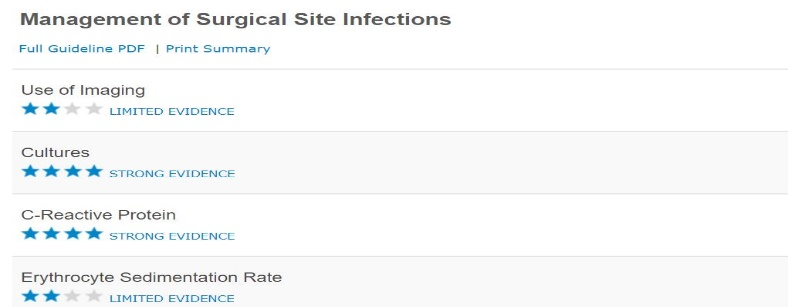 Management of Surgical Site Infections
Full Guideline PDF | Print Summary
Use of Imaging
LIMITED EVIDENCE
Cultures
STRONG EVIDENCE
C-Reactive Protein
STRONG EVIDENCE
Erythrocyte Sedimentation Rate
LIMITED EVIDENCE